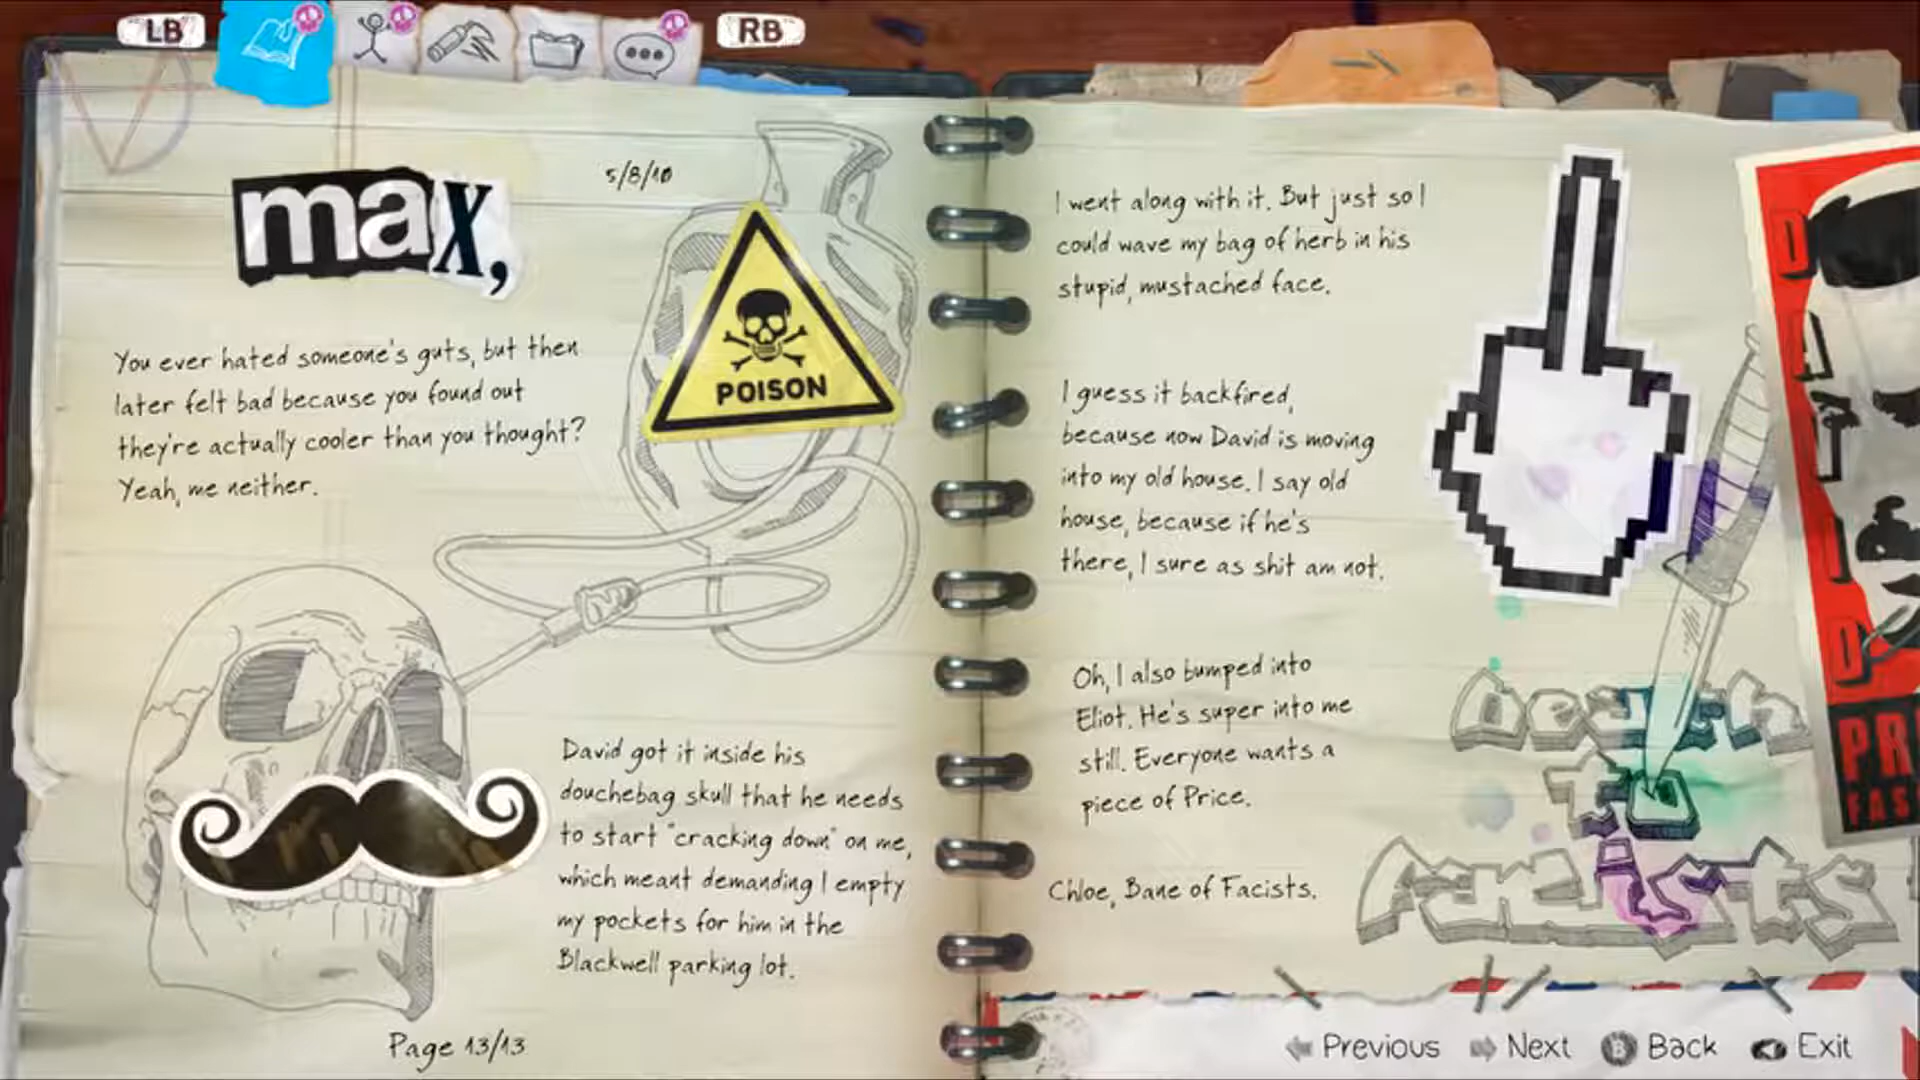 LB
RB
max,
5/8/10
POISON
You ever hated someone's guts, but then
later felt bad because you found out
they're actually cooler than you thought?
Yeah, me neither.
David got it inside his
douchebag skull that he needs
to start "cracking down" on me,
which meant demanding I empty
my pockets for him in the
Blackwell parking lot.
Page 13/13
I went along with it. But just so I
could wave my bag of herb in his
stupid, mustached face.
I guess it backfired,
because now David is moving
into my old house. I say old
house, because if he's
there, I sure as shit am not.
Oh, I also bumped into
Eliot. He's super into me
still. Everyone wants a
piece of Price.
Chloe, Bane of Facists.
DAVID
PR
FAS
death
Previous
Next
B Back
Exit